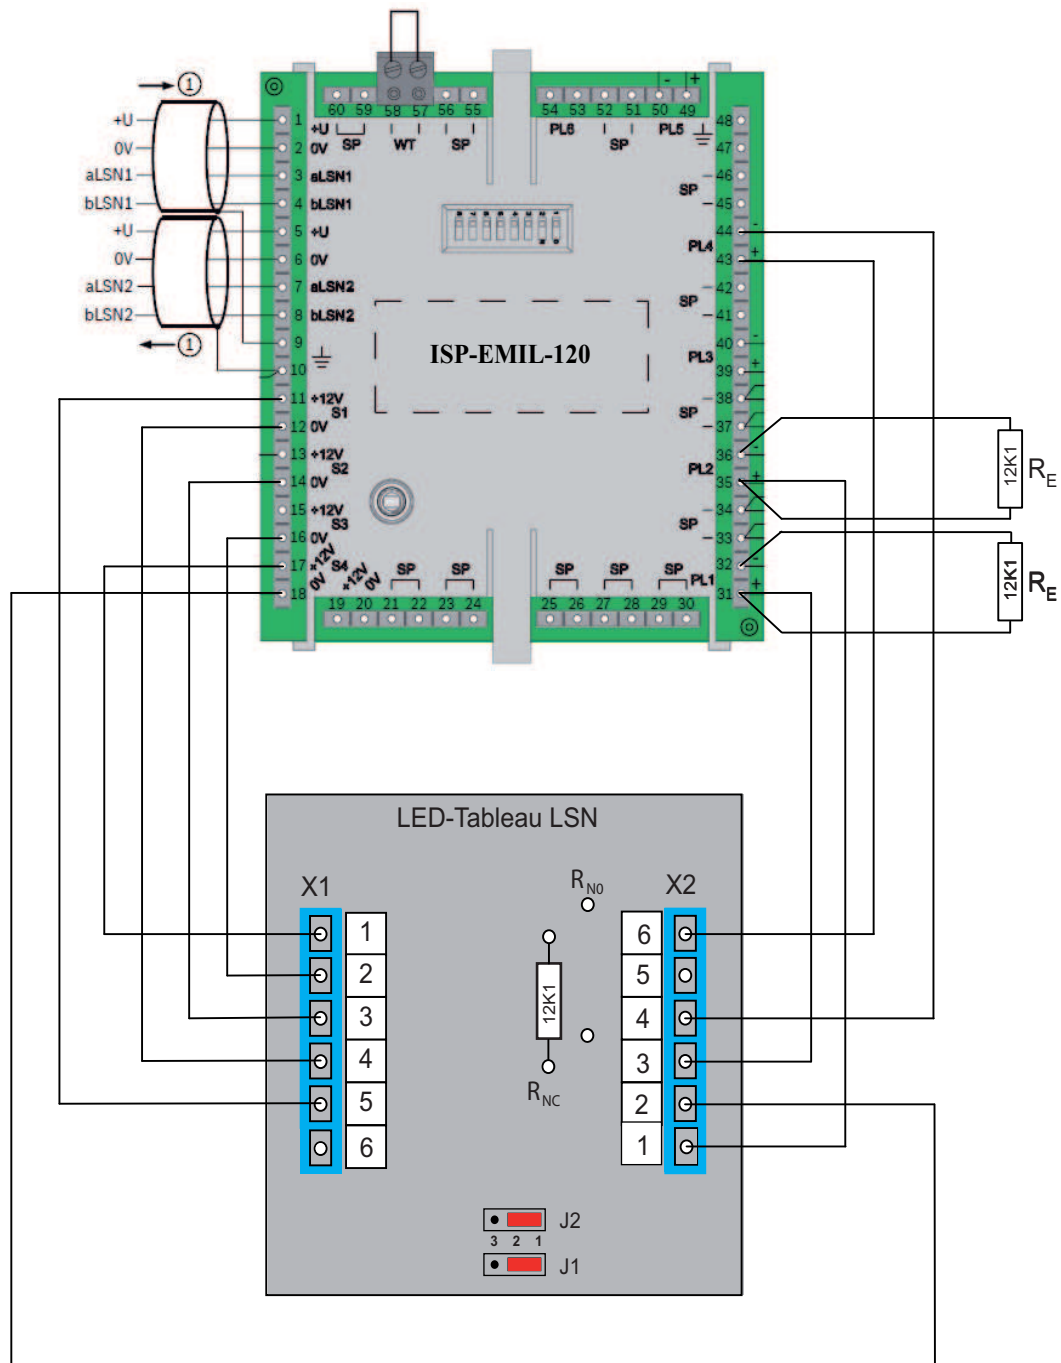 1
+U
0V
aLSN1
bLSN1
+U
0V
aLSN2
bLSN2
1
60 59 58 57 56 55
SP WT SP
54 53 52 51 50 49
- +
PL6 SP PL5
1 +U
2 0V
3 aLSN1
4 bLSN1
5 +U
6 0V
7 aLSN2
8 bLSN2
9
10
11 +12V
S1
12 0V
13 +12V
S2
14 0V
15 +12V
S3
16 0V
17 +12V
S4
18 0V
+12V 0V
SP SP
19 20 21 22 23 24
SP SP SP
25 26 27 28 29 30
ISP-EMIL-120
48
47
SP 46
45
44 -
PL4
43 +
42
SP
41
40 -
PL3
39 +
38
SP
37
36 -
PL2
35 +
34
SP
33
32 -
PL1
31 +
12K1 RE
12K1 RE
LED-Tableau LSN
X1
1
2
3
4
5
6
RN0
12K1
RNC
X2
6
5
4
3
2
1
J2
3 2 1
J1